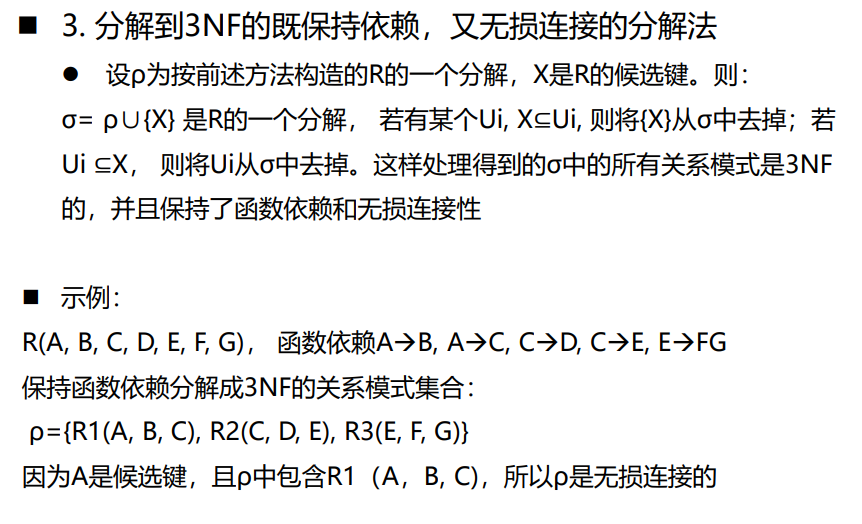 ■ 3. 分解到3NF的既保持依赖，又无损连接的分解法
● 设ρ为按前述方法构造的R的一个分解，X是R的候选键。则：
σ= ρ∪{X} 是R的一个分解， 若有某个Ui, X⊆Ui, 则将{X}从σ中去掉；若
Ui ⊆X， 则将Ui从σ中去掉。这样处理得到的σ中的所有关系模式是3NF
的，并且保持了函数依赖和无损连接性
■ 示例：
R(A, B, C, D, E, F, G)， 函数依赖A→B, A→C, C→D, C→E, E→FG
保持函数依赖分解成3NF的关系模式集合：
ρ={R1(A, B, C), R2(C, D, E), R3(E, F, G)}
因为A是候选键，且ρ中包含R1（A，B, C)，所以ρ是无损连接的